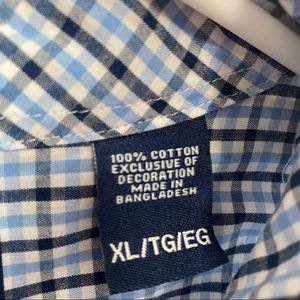 100% COTTON
EXCLUSIVE OF
DECORATION
MADE IN
BANGLADESH
XL/TG/EG